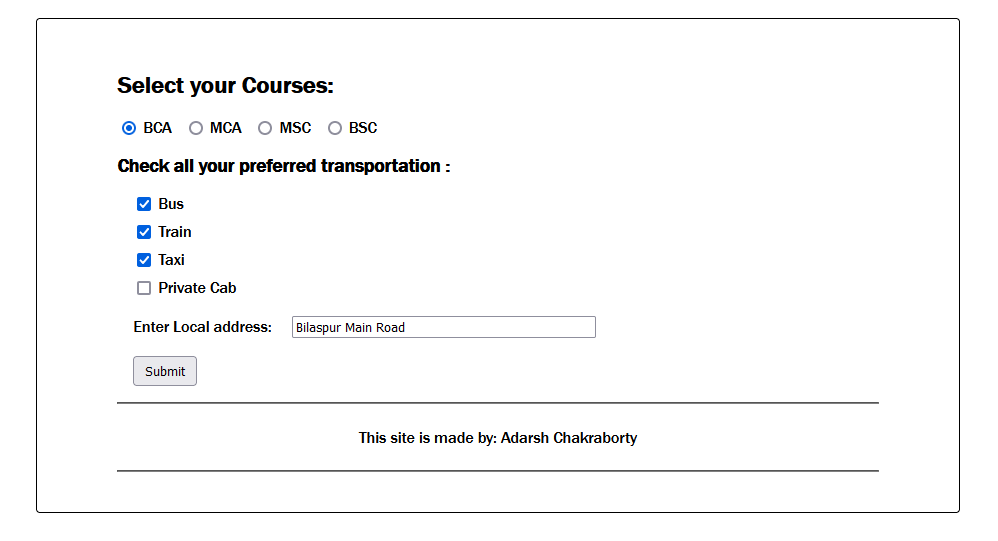 Select your Courses:
BCA MCA MSC BSC
Check all your preferred transportation :
Bus
Train
Taxi
Private Cab
Enter Local address: Bilaspur Main Road
Submit
This site is made by: Adarsh Chakraborty